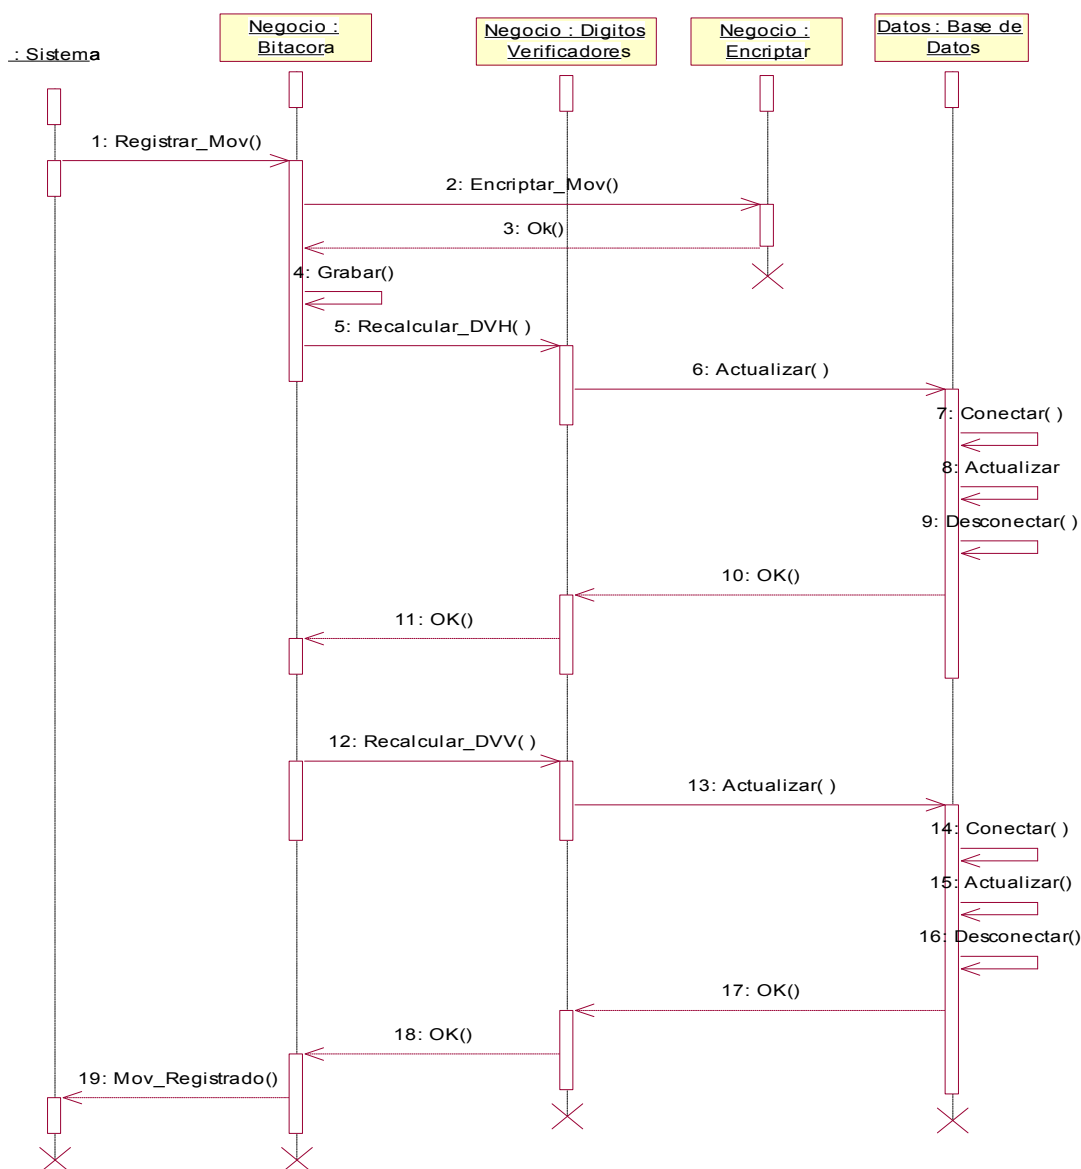 : Sistema
Negocio :
Bitacora
Negocio : Digitos
Verificadores
Negocio :
Encriptar
Datos : Base de
Datos
1: Registrar_Mov()
2: Encriptar_Mov()
3: Ok()
4: Grabar()
5: Recalcular_DVH( )
6: Actualizar( )
7: Conectar( )
8: Actualizar
9: Desconectar( )
10: OK()
11: OK()
12: Recalcular_DVV( )
13: Actualizar( )
14: Conectar( )
15: Actualizar()
16: Desconectar()
17: OK()
18: OK()
19: Mov_Registrado()